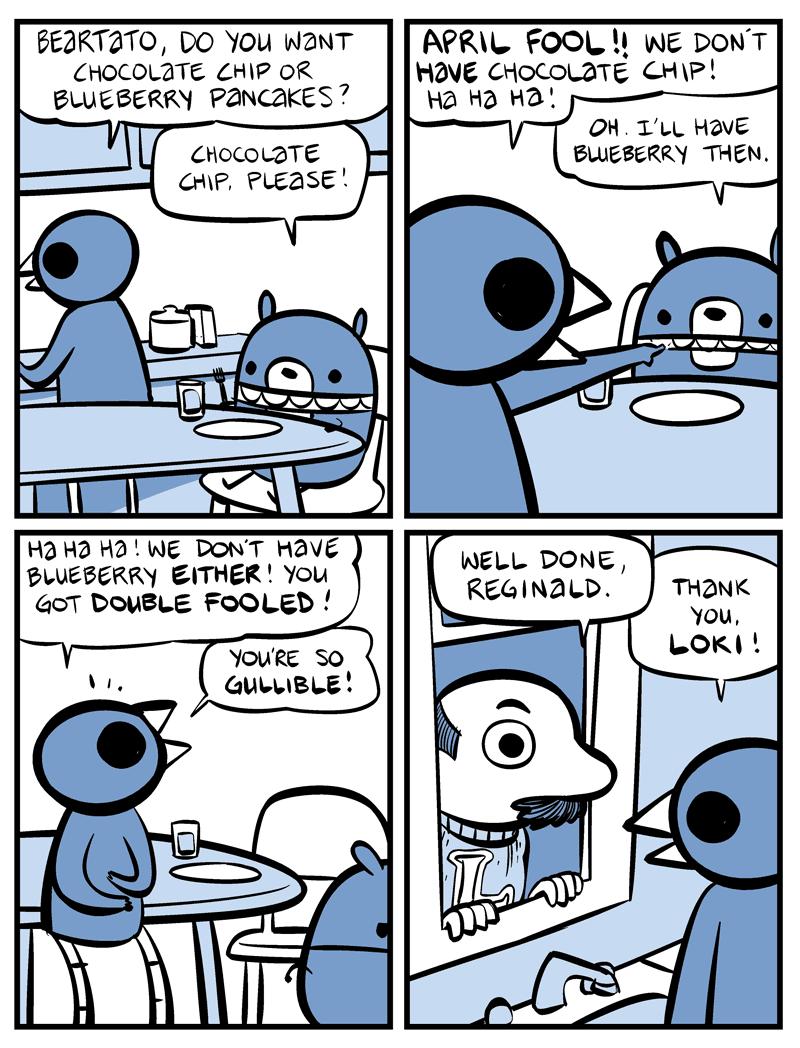 BEARTATO, DO YOU WANT
CHOCOLATE CHIP OR
BLUEBERRY PANCAKES?
CHOCOLATE
CHIP, PLEASE!
APRIL FOOL!! WE DON'T
HAVE CHOCOLATE CHIP!
HA HA HA!
OH. I'LL HAVE
BLUEBERRY THEN.
HA HA HA! WE DON'T HAVE
BLUEBERRY EITHER! YOU
GOT DOUBLE FOOLED!
YOU'RE SO
GULLIBLE!
WELL DONE,
REGINALD.
THANK
YOU,
LOKI!
L